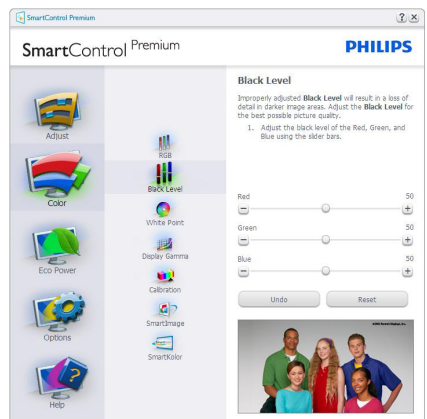 SmartControl Premium
? x
SmartControl Premium
PHILIPS
Adjust
Color
Eco Power
Options
Help
RGB
Black Level
White Point
Display Gamma
Calibration
SmartImage
SmartKolor
Black Level
Improperly adjusted Black Level will result in a loss of
detail in darker image areas. Adjust the Black Level for
the best possible picture quality.
1. Adjust the black level of the Red, Green, and
Blue using the slider bars.
Red 50
Green 50
Blue 50
Undo Reset